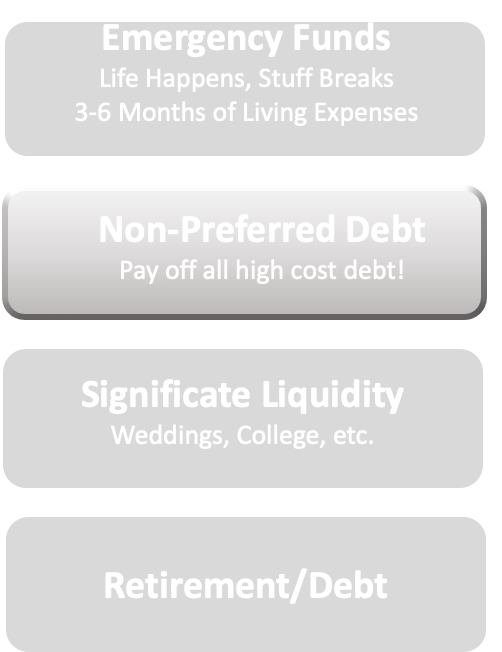 Emergency Funds
Life Happens, Stuff Breaks
3-6 Months of Living Expenses
Non-Preferred Debt
Pay off all high cost debt!
Significate Liquidity
Weddings, College, etc.
Retirement/Debt